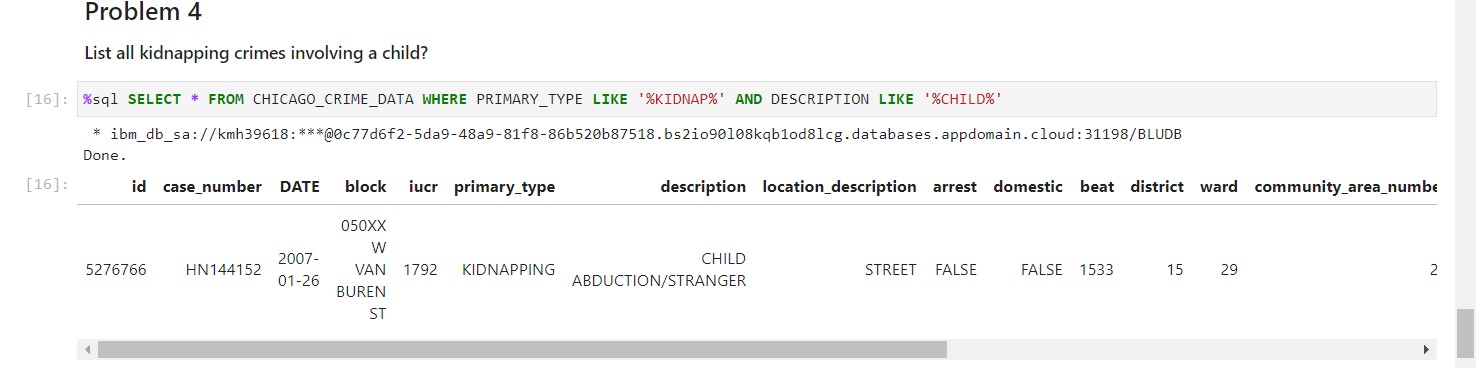 Problem 4
List all kidnapping crimes involving a child?
[16]: %sql SELECT * FROM CHICAGO_CRIME_DATA WHERE PRIMARY_TYPE LIKE '%KIDNAP%' AND DESCRIPTION LIKE '%CHILD%'
* ibm_db_sa://kmh39618:***@0c77d6f2-5da9-48a9-81f8-86b520b87518.bs2io90l08kqb1od8lcg.databases.appdomain.cloud:31198/BLUDB
Done.
[16]: id case_number DATE block iucr primary_type description location_description arrest domestic beat district ward community_area_numbe
050XX
W
2007- VAN CHILD
5276766 HN144152 01-26 BUREN 1792 KIDNAPPING ABDUCTION/STRANGER STREET FALSE FALSE 1533 15 29 2
ST